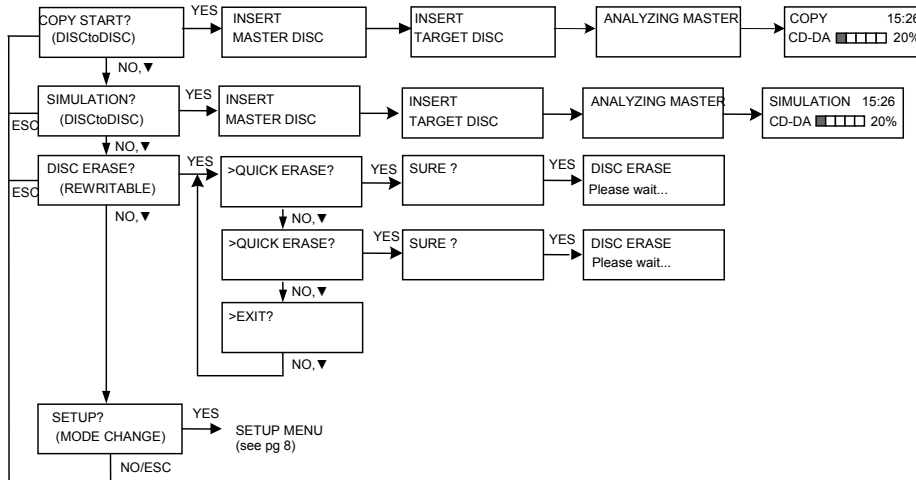 COPY START?
(DISCtoDISC)
YES
INSERT
MASTER DISC
INSERT
TARGET DISC
ANALYZING MASTER
COPY 15:26
CD-DA 20%
NO,▼
SIMULATION?
(DISCtoDISC)
YES
INSERT
MASTER DISC
INSERT
TARGET DISC
ANALYZING MASTER
SIMULATION 15:26
CD-DA 20%
ESC
NO,▼
DISC ERASE?
(REWRITABLE)
YES
>QUICK ERASE?
YES
SURE ?
YES
DISC ERASE
Please wait...
ESC
NO,▼
NO,▼
>QUICK ERASE?
YES
SURE ?
YES
DISC ERASE
Please wait...
NO,▼
>EXIT?
NO,▼
SETUP?
(MODE CHANGE)
YES
SETUP MENU
(see pg 8)
NO/ESC